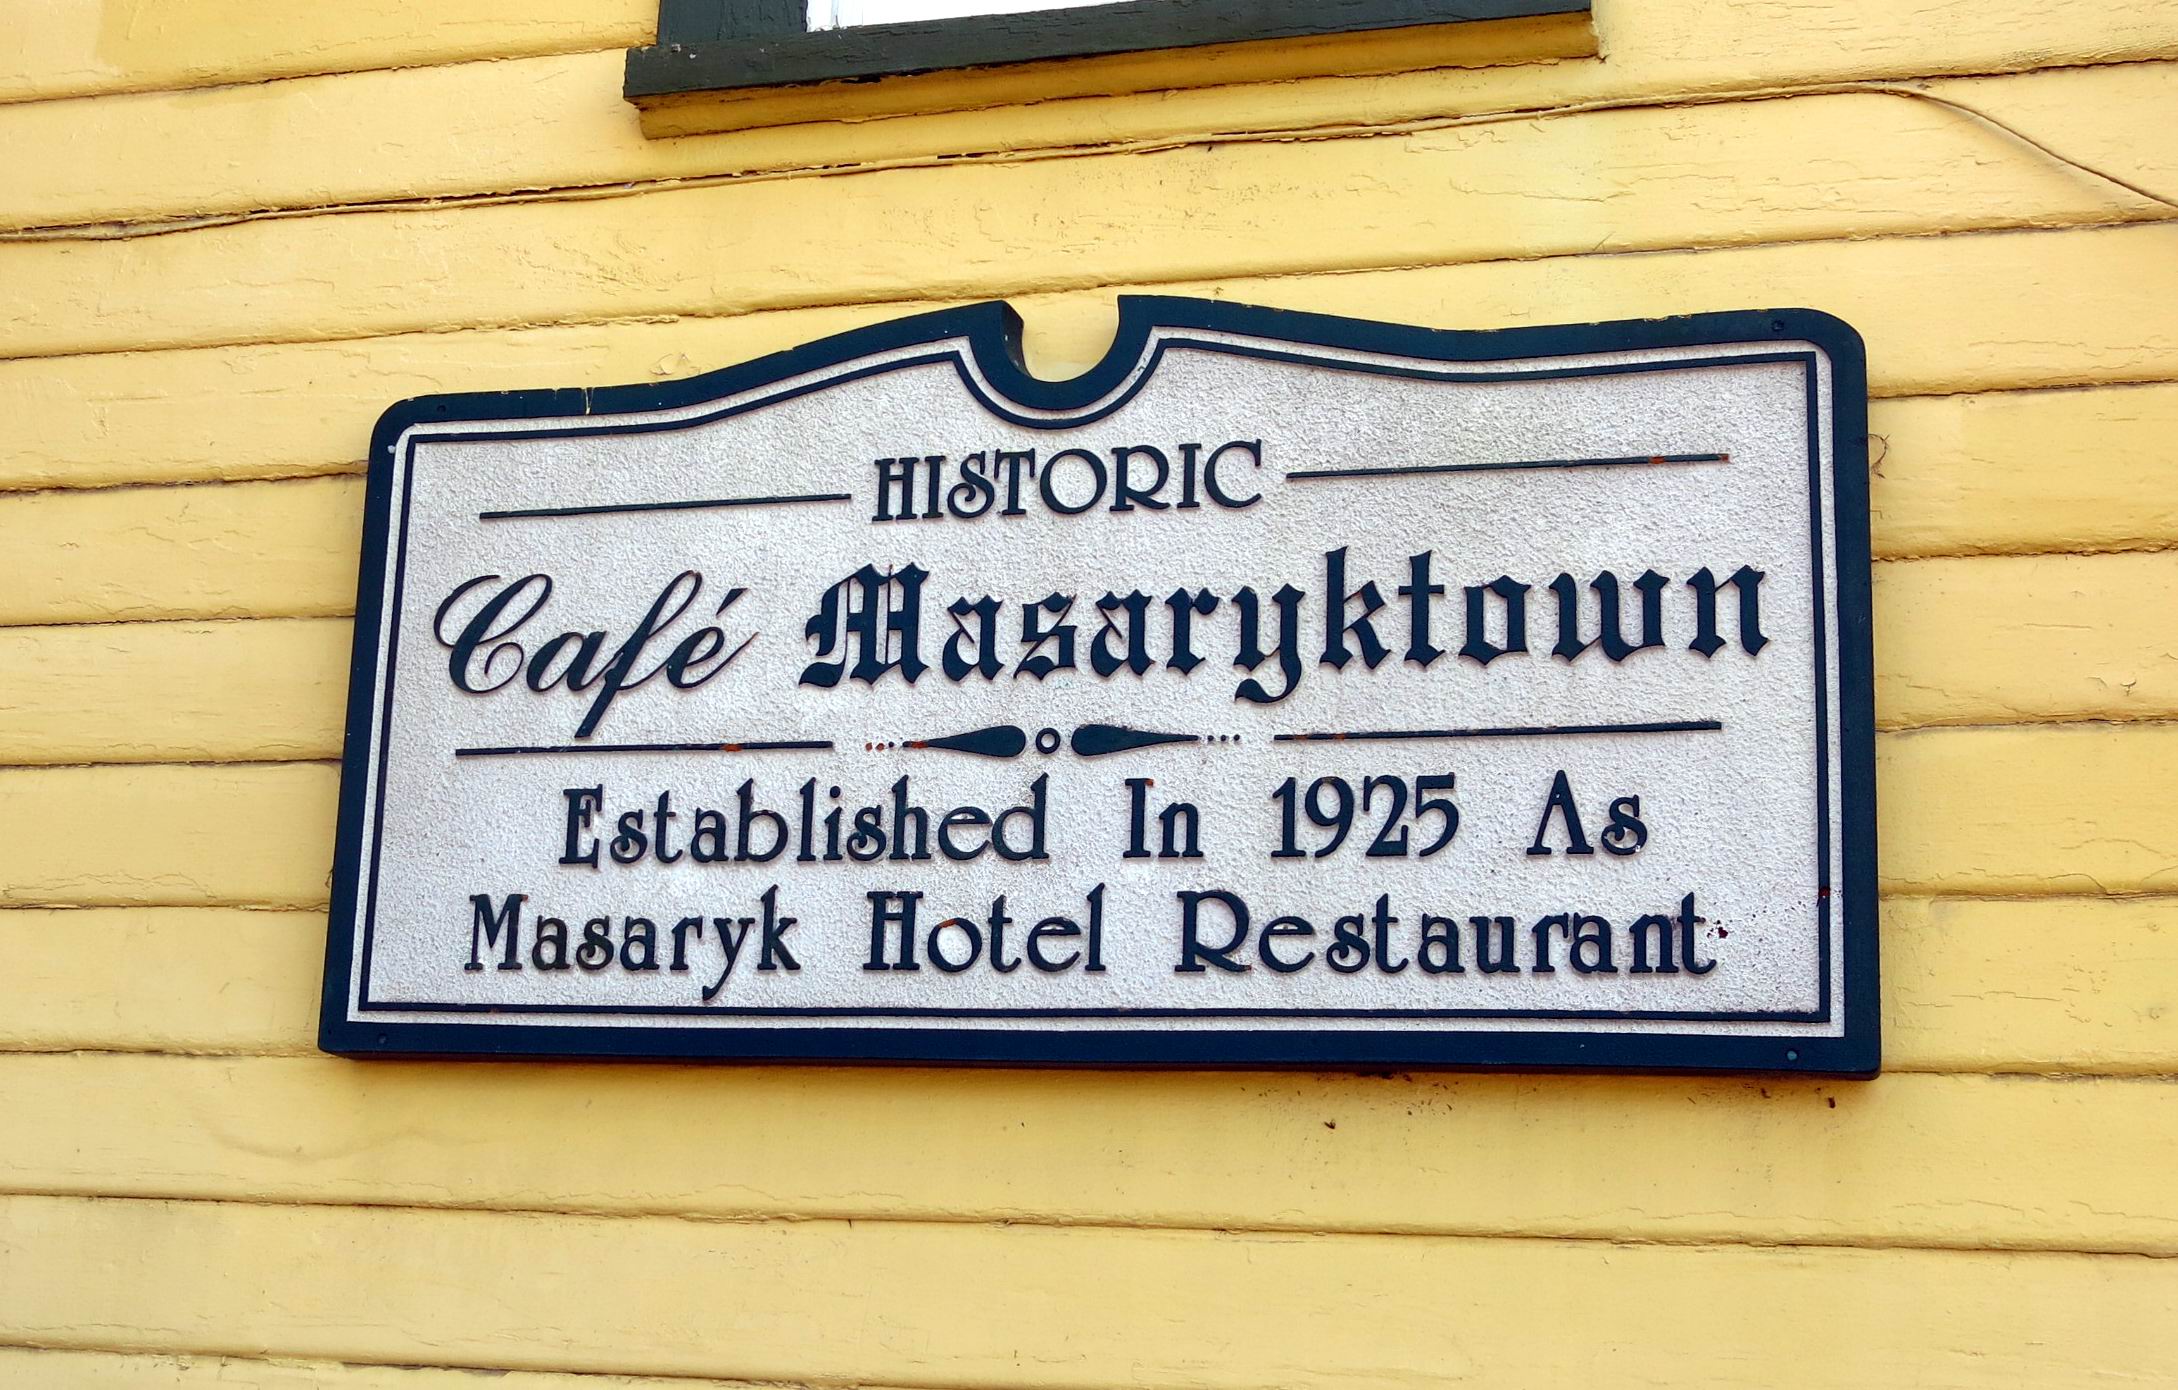 HISTORIC
Café Masaryktown
Established In 1925 As
Masaryk Hotel Restaurant